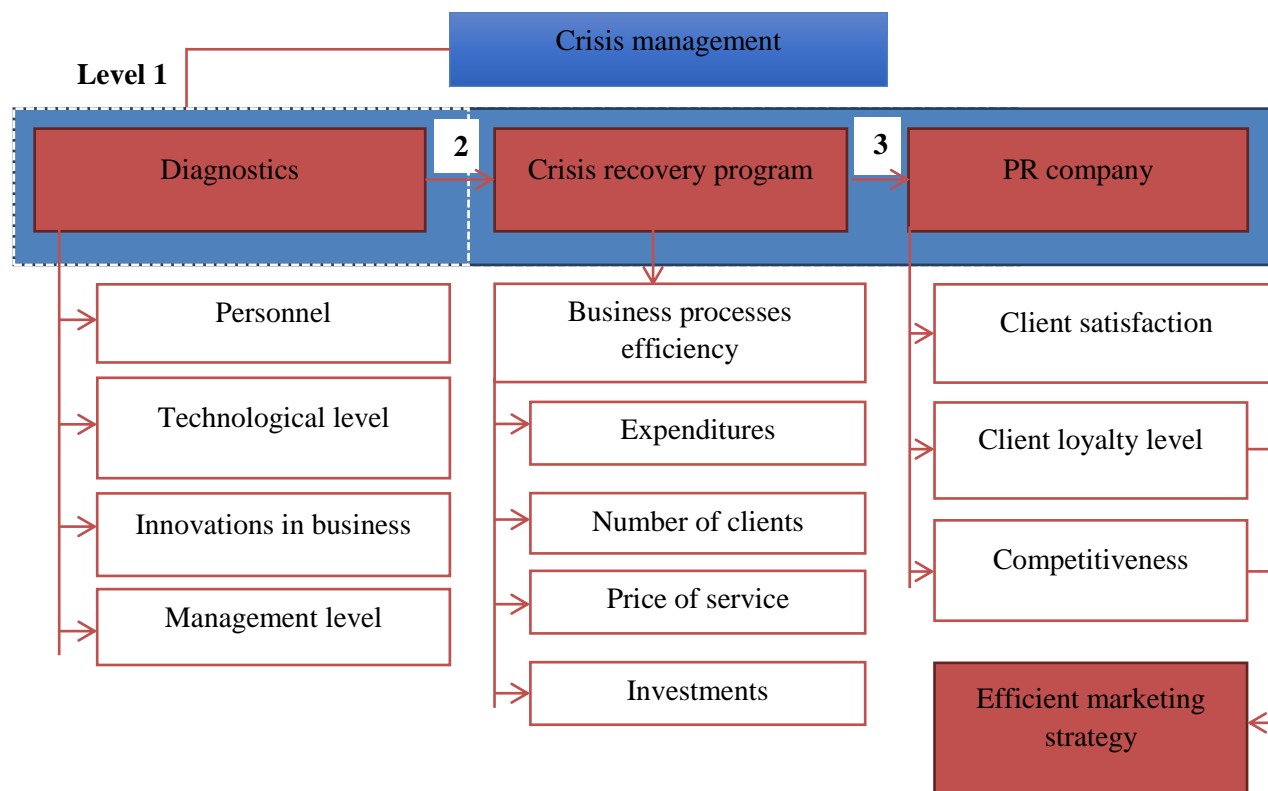 Crisis management
Level 1
Diagnostics
2
Crisis recovery program
3
PR company
Personnel
Technological level
Innovations in business
Management level
Business processes
efficiency
Expenditures
Number of clients
Price of service
Investments
Client satisfaction
Client loyalty level
Competitiveness
Efficient marketing
strategy